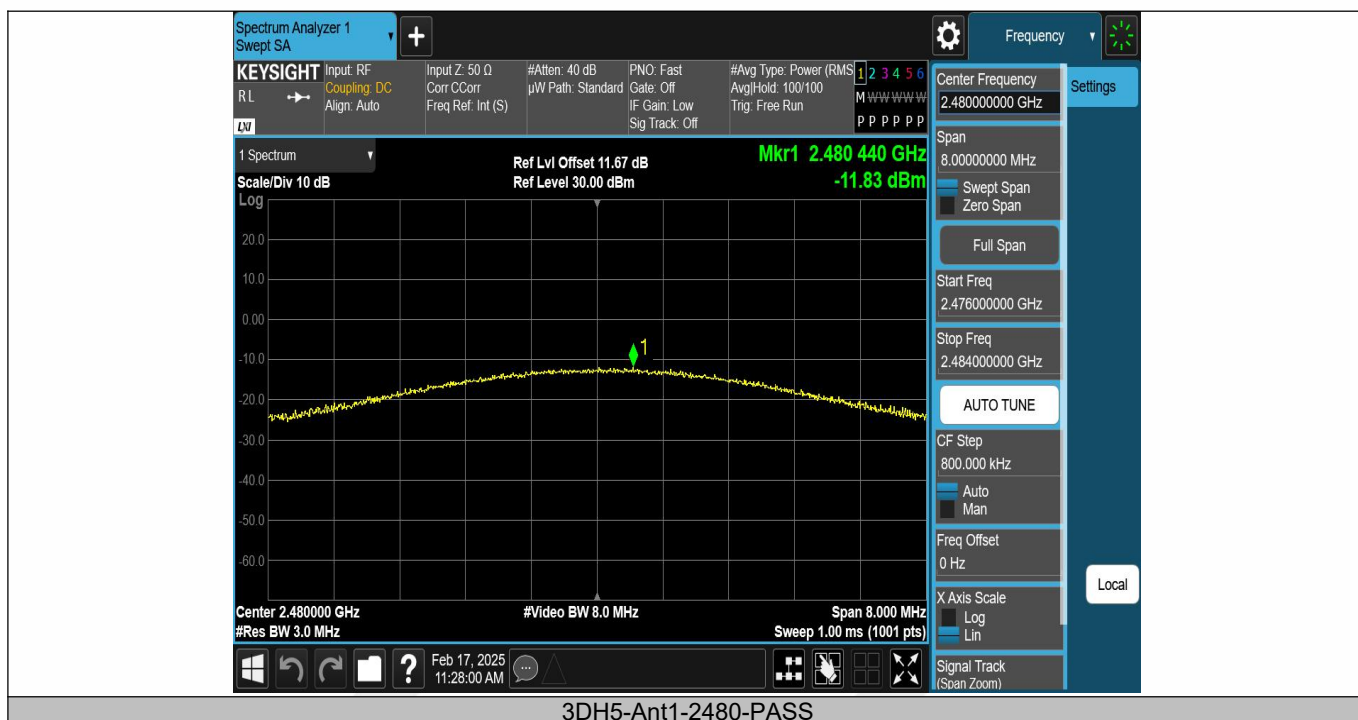 Spectrum Analyzer 1
Swept SA
+
Frequency
KEYSIGHT
RL
LXI
Input: RF
Coupling: DC
Align: Auto
Input Z: 50 Ω
Corr CCorr
Freq Ref: Int (S)
#Atten: 40 dB
µW Path: Standard
PNO: Fast
Gate: Off
IF Gain: Low
Sig Track: Off
#Avg Type: Power (RMS
Avg|Hold: 100/100
Trig: Free Run
1 2 3 4 5 6
M W W W W W
P P P P P P
1 Spectrum
Scale/Div 10 dB
Log
Ref Lvl Offset 11.67 dB
Ref Level 30.00 dBm
Mkr1 2.480 440 GHz
-11.83 dBm
20.0
10.0
0.00
-10.0
-20.0
-30.0
-40.0
-50.0
-60.0
1
Center 2.480000 GHz
#Res BW 3.0 MHz
#Video BW 8.0 MHz
Span 8.000 MHz
Sweep 1.00 ms (1001 pts)
Center Frequency
2.480000000 GHz
Settings
Span
8.00000000 MHz
Swept Span
Zero Span
Full Span
Start Freq
2.476000000 GHz
Stop Freq
2.484000000 GHz
AUTO TUNE
CF Step
800.000 kHz
Auto
Man
Freq Offset
0 Hz
X Axis Scale
Log
Lin
Local
Signal Track
(Span Zoom)
?
Feb 17, 2025
11:28:00 AM
3DH5-Ant1-2480-PASS